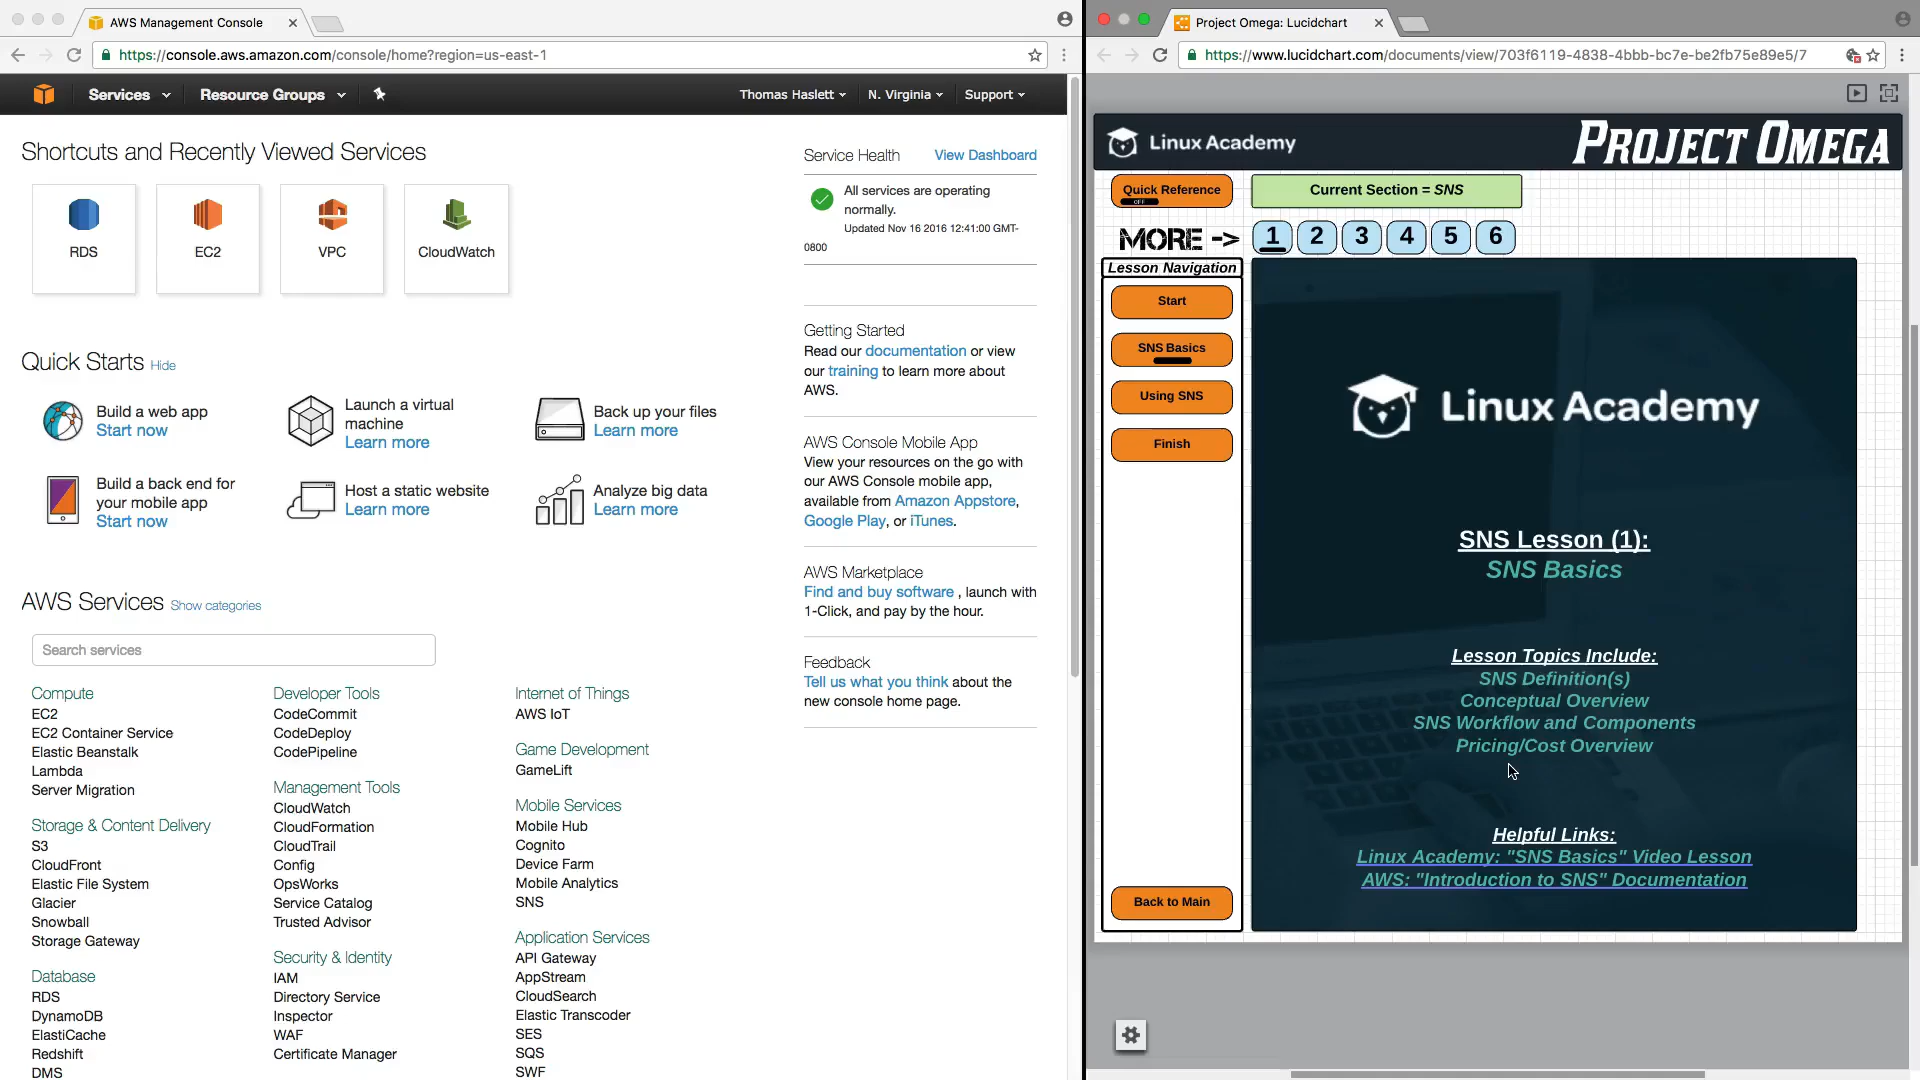 AWS Management Console
https://console.aws.amazon.com/console/home?region=us-east-1
Services
Resource Groups
Thomas Haslett
N. Virginia
Support
Shortcuts and Recently Viewed Services
RDS
EC2
VPC
CloudWatch
Quick Starts Hide
Build a web app
Start now
Launch a virtual
machine
Learn more
Back up your files
Learn more
Build a back end for
your mobile app
Start now
Host a static website
Learn more
Analyze big data
Learn more
AWS Services Show categories
Search services
Compute
EC2
EC2 Container Service
Elastic Beanstalk
Lambda
Server Migration
Storage & Content Delivery
S3
CloudFront
Elastic File System
Glacier
Snowball
Storage Gateway
Database
RDS
DynamoDB
ElastiCache
Redshift
DMS
Developer Tools
CodeCommit
CodeDeploy
CodePipeline
Management Tools
CloudWatch
CloudFormation
CloudTrail
Config
OpsWorks
Service Catalog
Trusted Advisor
Security & Identity
IAM
Directory Service
Inspector
WAF
Certificate Manager
Internet of Things
AWS IoT
Game Development
GameLift
Mobile Services
Mobile Hub
Cognito
Device Farm
Mobile Analytics
SNS
Application Services
API Gateway
AppStream
CloudSearch
Elastic Transcoder
SES
SQS
SWF
Service Health
View Dashboard
All services are operating
normally.
Updated Nov 16 2016 12:41:00 GMT-
0800
Getting Started
Read our documentation or view
our training to learn more about
AWS.
AWS Console Mobile App
View your resources on the go with
our AWS Console mobile app,
available from Amazon Appstore,
Google Play, or iTunes.
AWS Marketplace
Find and buy software , launch with
1-Click, and pay by the hour.
Feedback
Tell us what you think about the
new console home page.
Project Omega: Lucidchart
https://www.lucidchart.com/documents/view/703f6119-4838-4bbb-bc7e-be2fb75e89e5/7
Linux Academy
PROJECT OMEGA
Quick Reference
OFF
Current Section = SNS
MORE ->
1
2
3
4
5
6
Lesson Navigation
Start
SNS Basics
Using SNS
Finish
Back to Main
Linux Academy
SNS Lesson (1):
SNS Basics
Lesson Topics Include:
SNS Definition(s)
Conceptual Overview
SNS Workflow and Components
Pricing/Cost Overview
Helpful Links:
Linux Academy: "SNS Basics" Video Lesson
AWS: "Introduction to SNS" Documentation